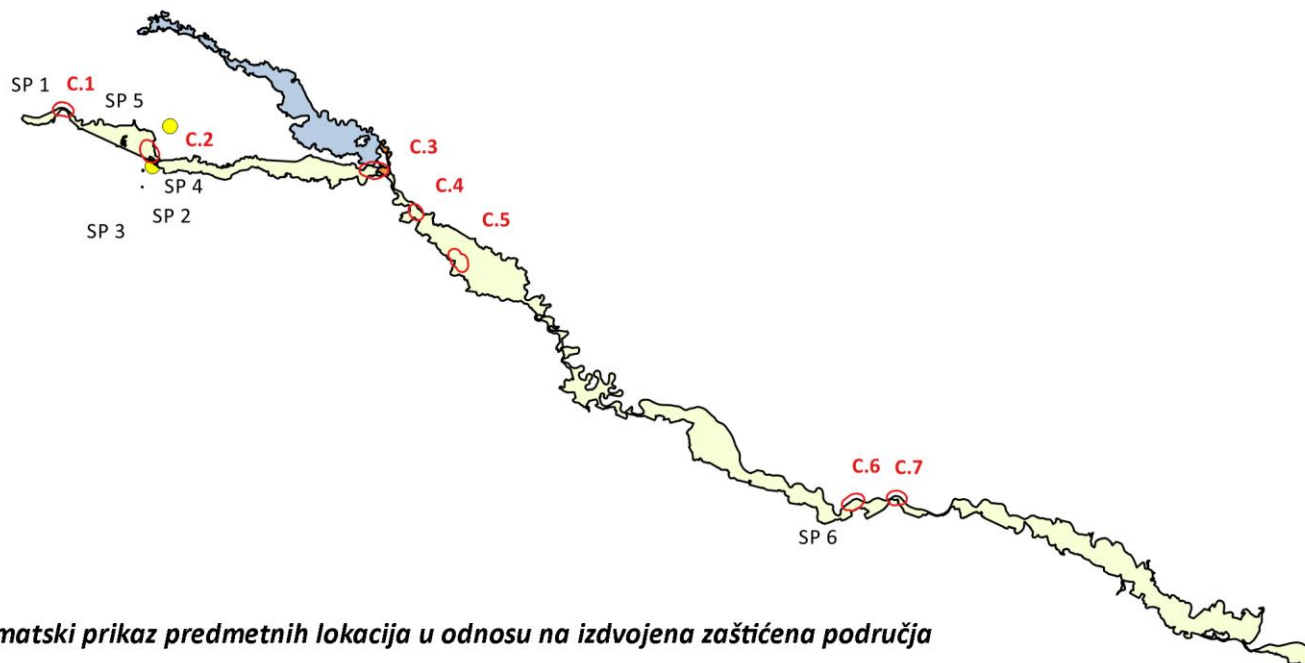 SP 1
C.1
SP 5
C.2
C.3
SP 4
C.4
SP 2
C.5
SP 3
C.6
C.7
SP 6
matski prikaz predmetnih lokacija u odnosu na izdvojena zaštićena područja